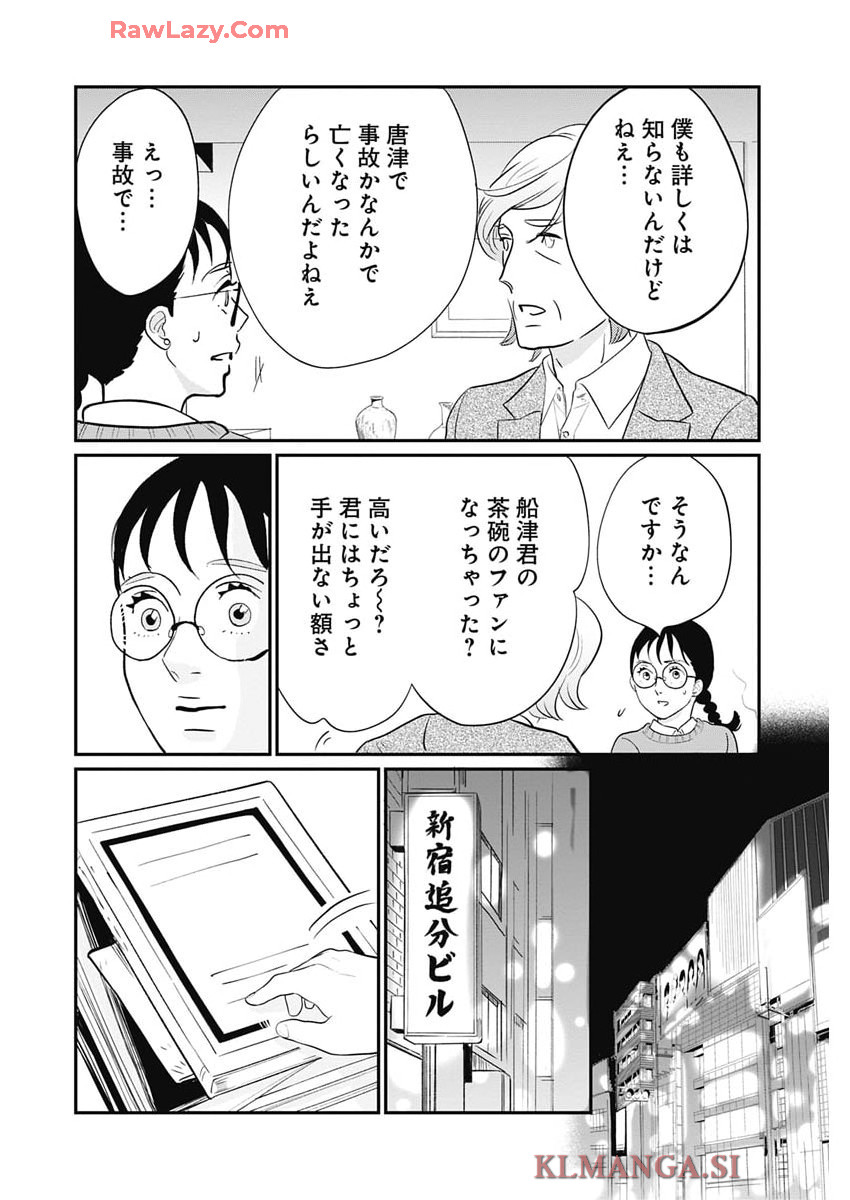 RawLazy.Com
僕も詳しくは
知らないんだけど
ねえ…
唐津で
事故かなんかで
亡くなった
らしいんだよねえ
えっ…
事故で…
そうなん
ですか…
船津君の
茶碗のファンに
なっちゃった?
高いだろ〜?
君にはちょっと
手が出ない額さ
新宿追分ビル
KLMANGA.SI